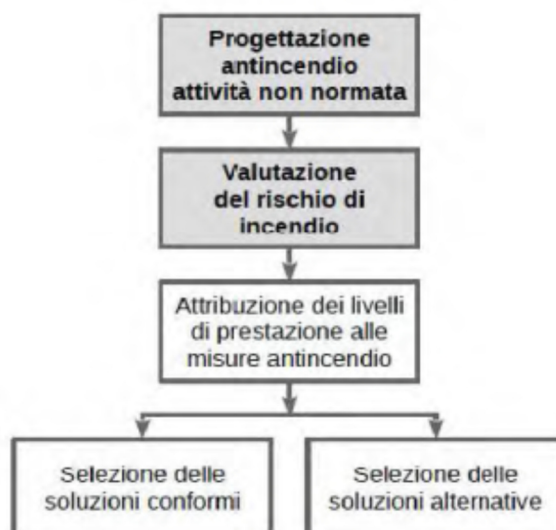 Progettazione
antincendio
attività non normata
Valutazione
del rischio di
incendio
Attribuzione dei livelli
di prestazione alle
misure antincendio
Selezione delle
soluzioni conformi
Selezione delle
soluzioni alternative